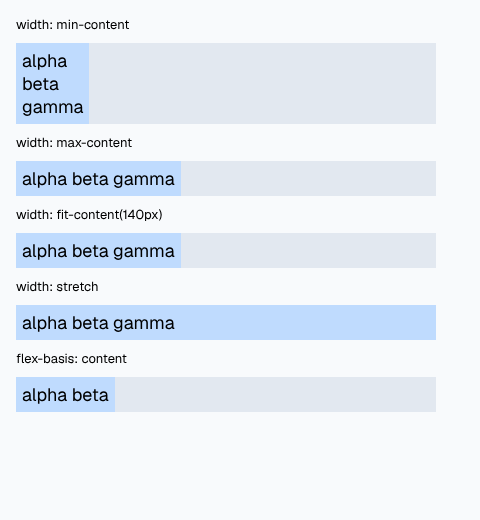 width: min-content
alpha
beta
gamma
width: max-content
alpha beta gamma
width: fit-content(140px)
alpha beta gamma
width: stretch
alpha beta gamma
flex-basis: content
alpha beta